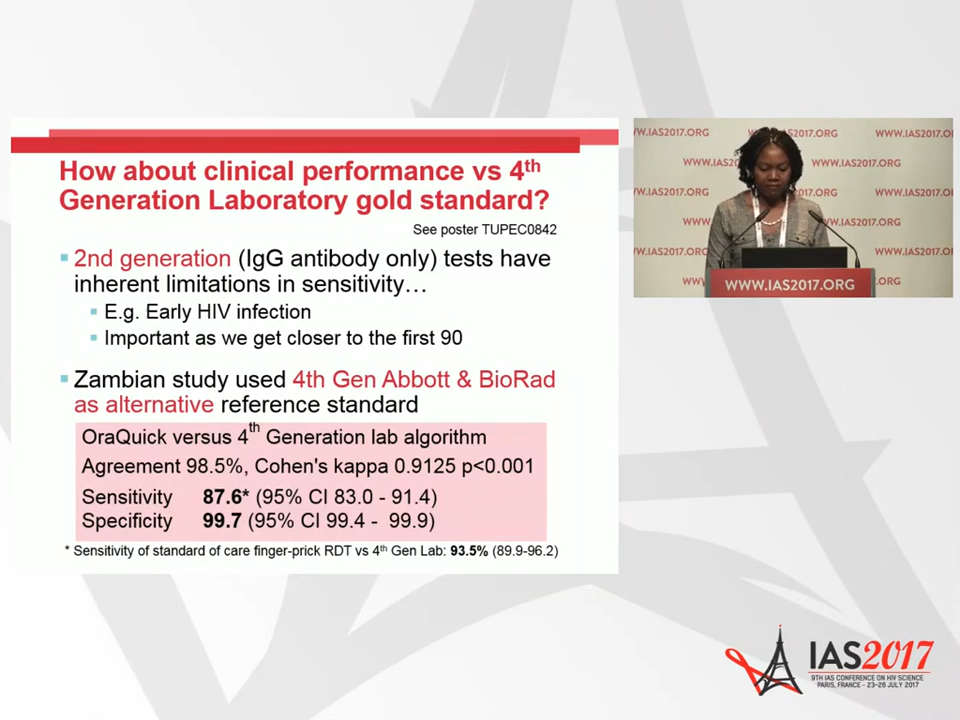 How about clinical performance vs 4th
Generation Laboratory gold standard?
See poster TUPEC0842
2nd generation (IgG antibody only) tests have
inherent limitations in sensitivity…
E.g. Early HIV infection
Important as we get closer to the first 90
Zambian study used 4th Gen Abbott & BioRad
as alternative reference standard
OraQuick versus 4th Generation lab algorithm
Agreement 98.5%, Cohen's kappa 0.9125 p<0.001
Sensitivity 87.6* (95% CI 83.0 - 91.4)
Specificity 99.7 (95% CI 99.4 - 99.9)
* Sensitivity of standard of care finger-prick RDT vs 4th Gen Lab: 93.5% (89.9-96.2)
WWW.IAS2017.ORG
IAS2017
9TH IAS CONFERENCE ON HIV SCIENCE
PARIS, FRANCE - 23-26 JULY 2017